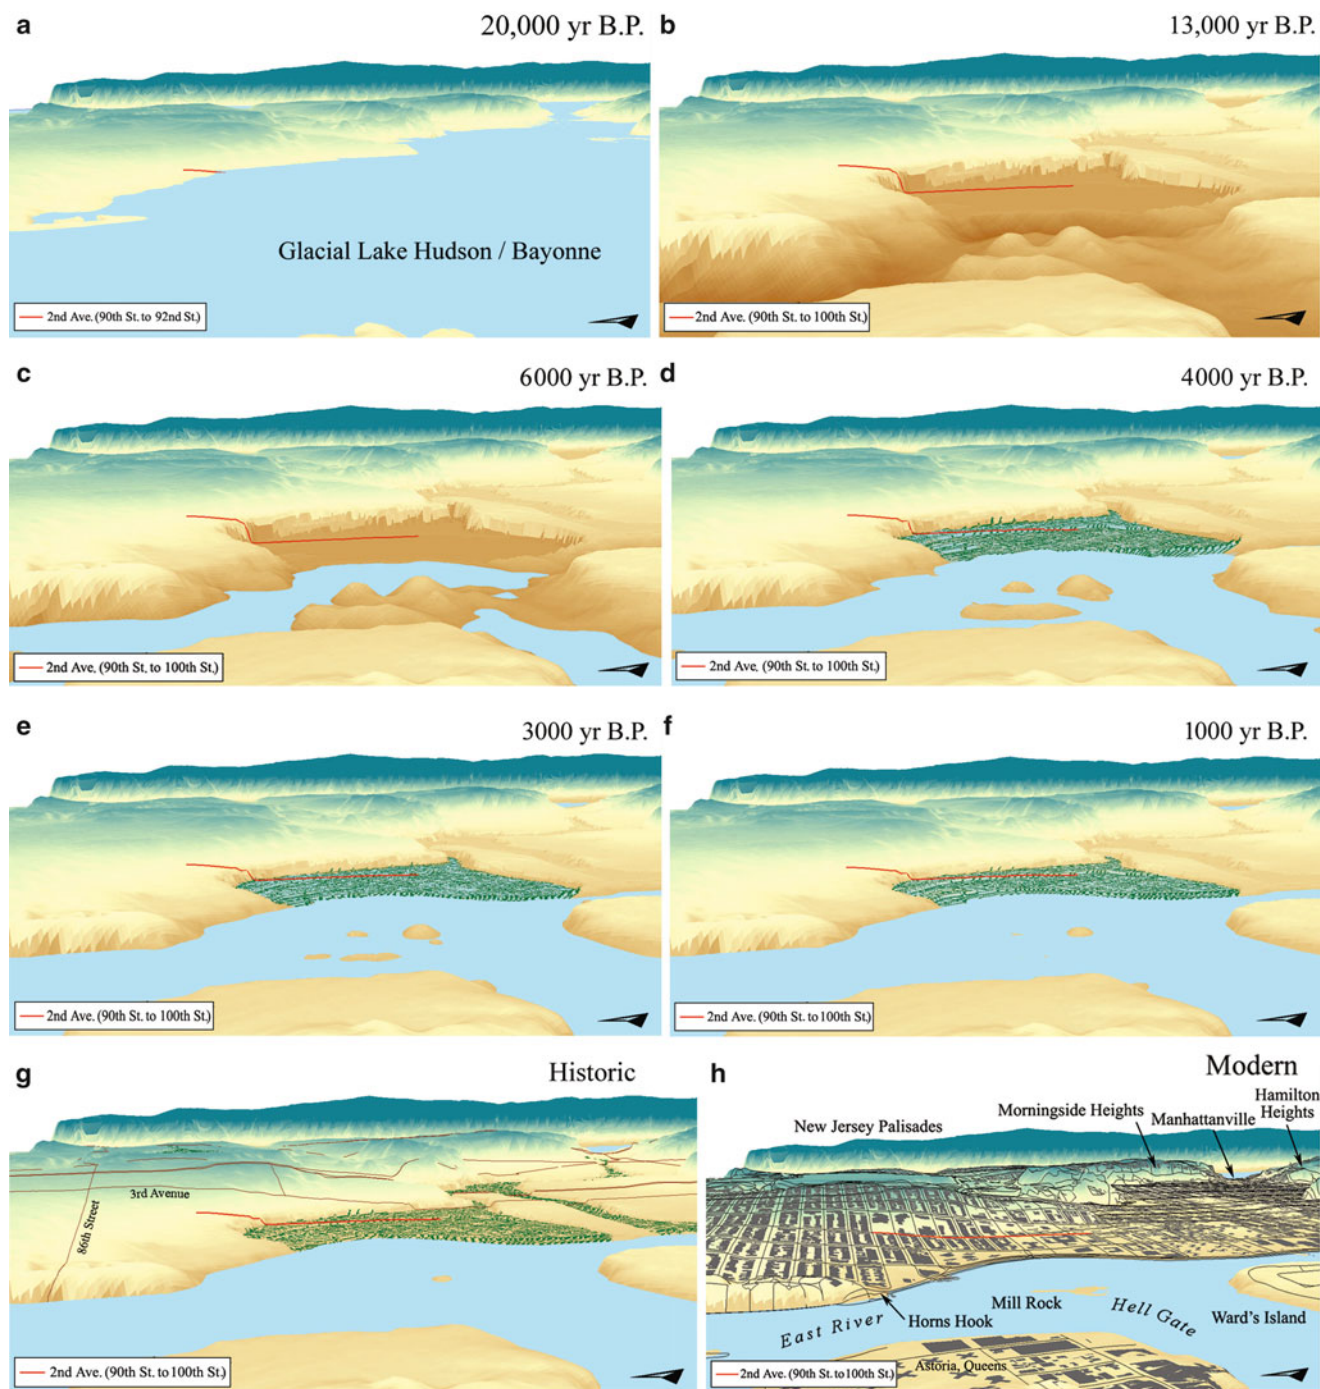 a
20,000 yr B.P.
Glacial Lake Hudson / Bayonne
2nd Ave. (90th St. to 92nd St.)
b
13,000 yr B.P.
2nd Ave. (90th St. to 100th St.)
c
6000 yr B.P.
2nd Ave. (90th St. to 100th St.)
d
4000 yr B.P.
2nd Ave. (90th St. to 100th St.)
e
3000 yr B.P.
2nd Ave. (90th St. to 100th St.)
f
1000 yr B.P.
2nd Ave. (90th St. to 100th St.)
g
Historic
3rd Avenue
86th Street
2nd Ave. (90th St. to 100th St.)
h
Modern
Hamilton
Heights
Morningside Heights
Manhattanville
New Jersey Palisades
Mill Rock
Hell Gate
Ward's Island
East River
Horns Hook
Astoria, Queens
2nd Ave. (90th St. to 100th St.)